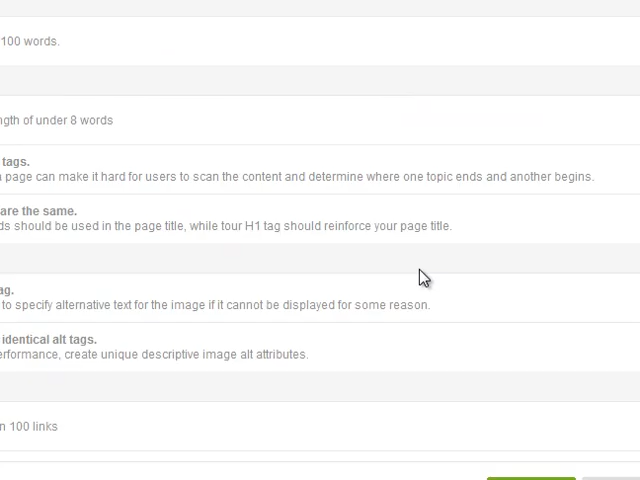 100 words.
ngth of under 8 words
tags.
a page can make it hard for users to scan the content and determine where one topic ends and another begins.
are the same.
ds should be used in the page title, while tour H1 tag should reinforce your page title.
ag.
to specify alternative text for the image if it cannot be displayed for some reason.
identical alt tags.
erformance, create unique descriptive image alt attributes.
n 100 links